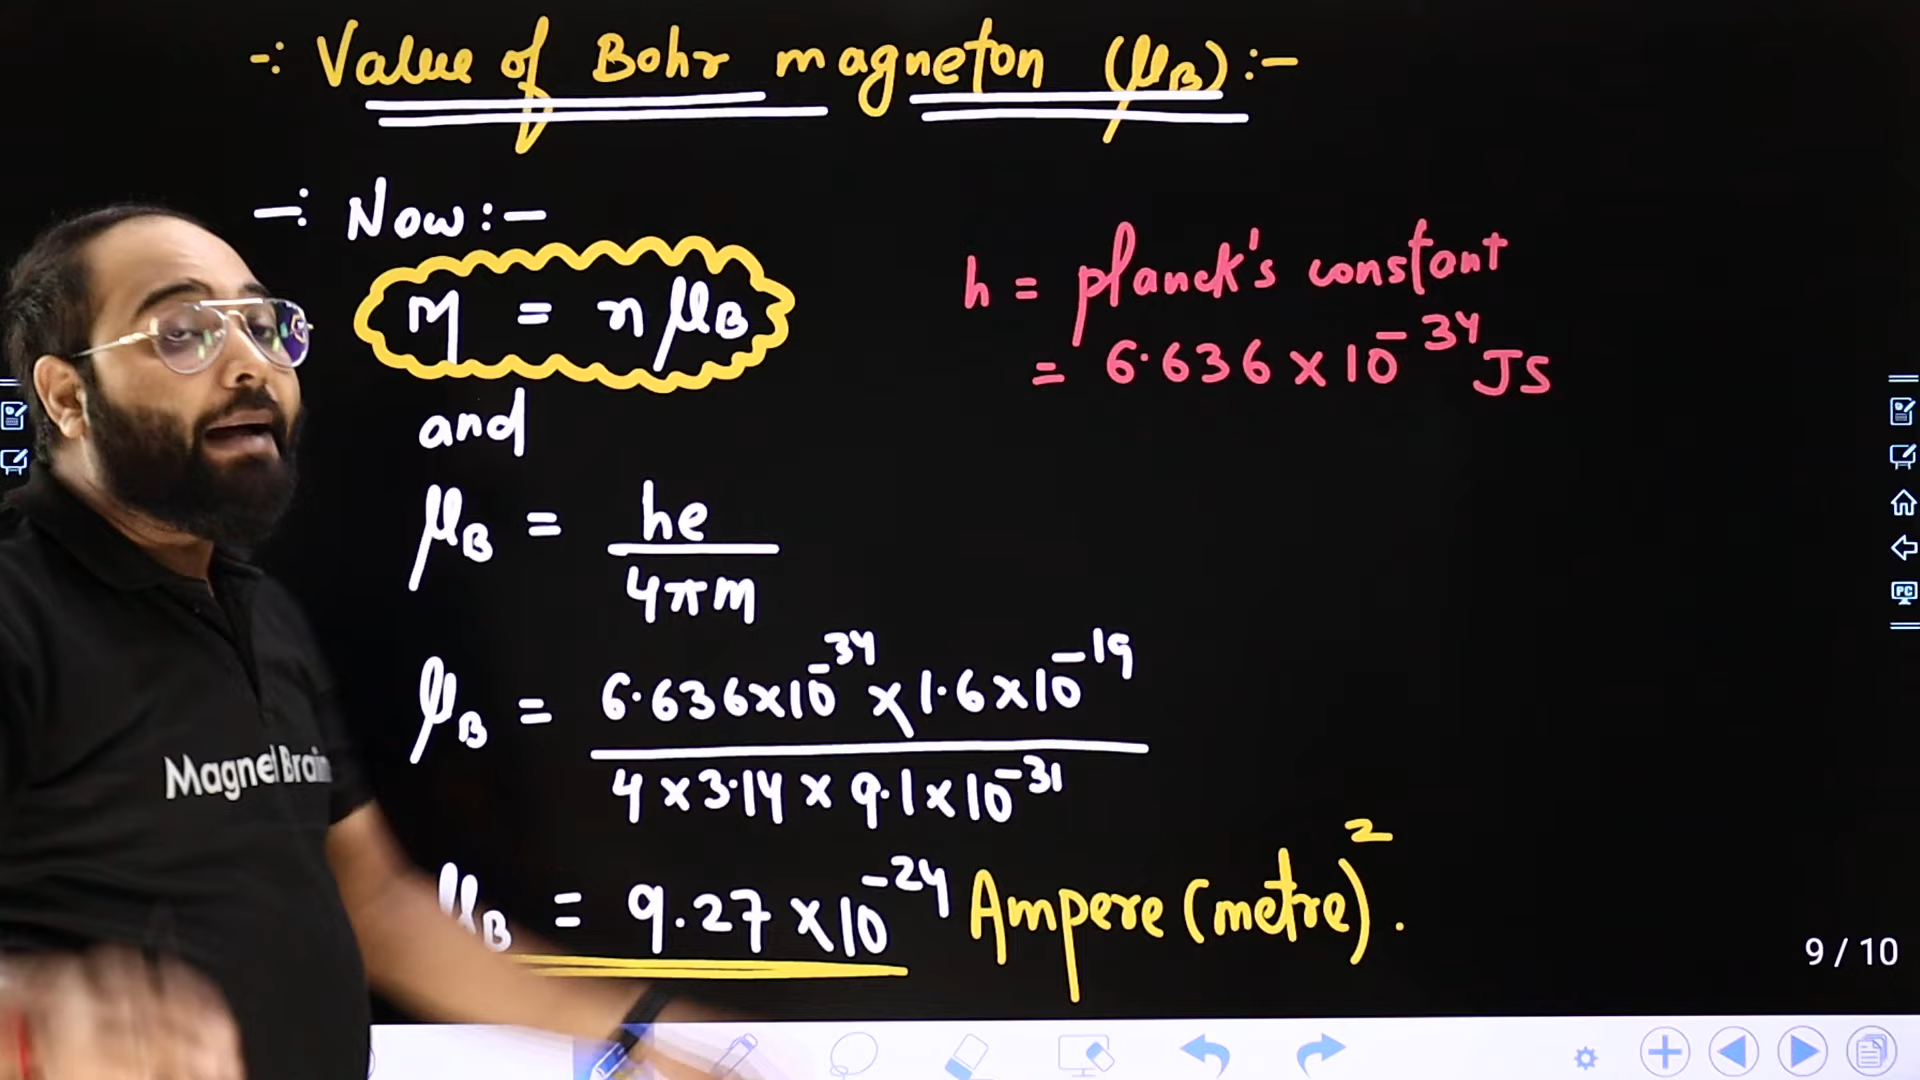 -: Value of Bohr magneton (μB) :-
-: Now :-
M = nμB
and
μB = he / 4πm
μB = 6.636×10^-34 × 1.6×10^-19 / 4×3.14×9.1×10^-31
μB = 9.27×10^-24 Ampere (metre)^2.
h = planck's constant
= 6.636×10^-34 JS
Magnet Brain
PC
9 / 10